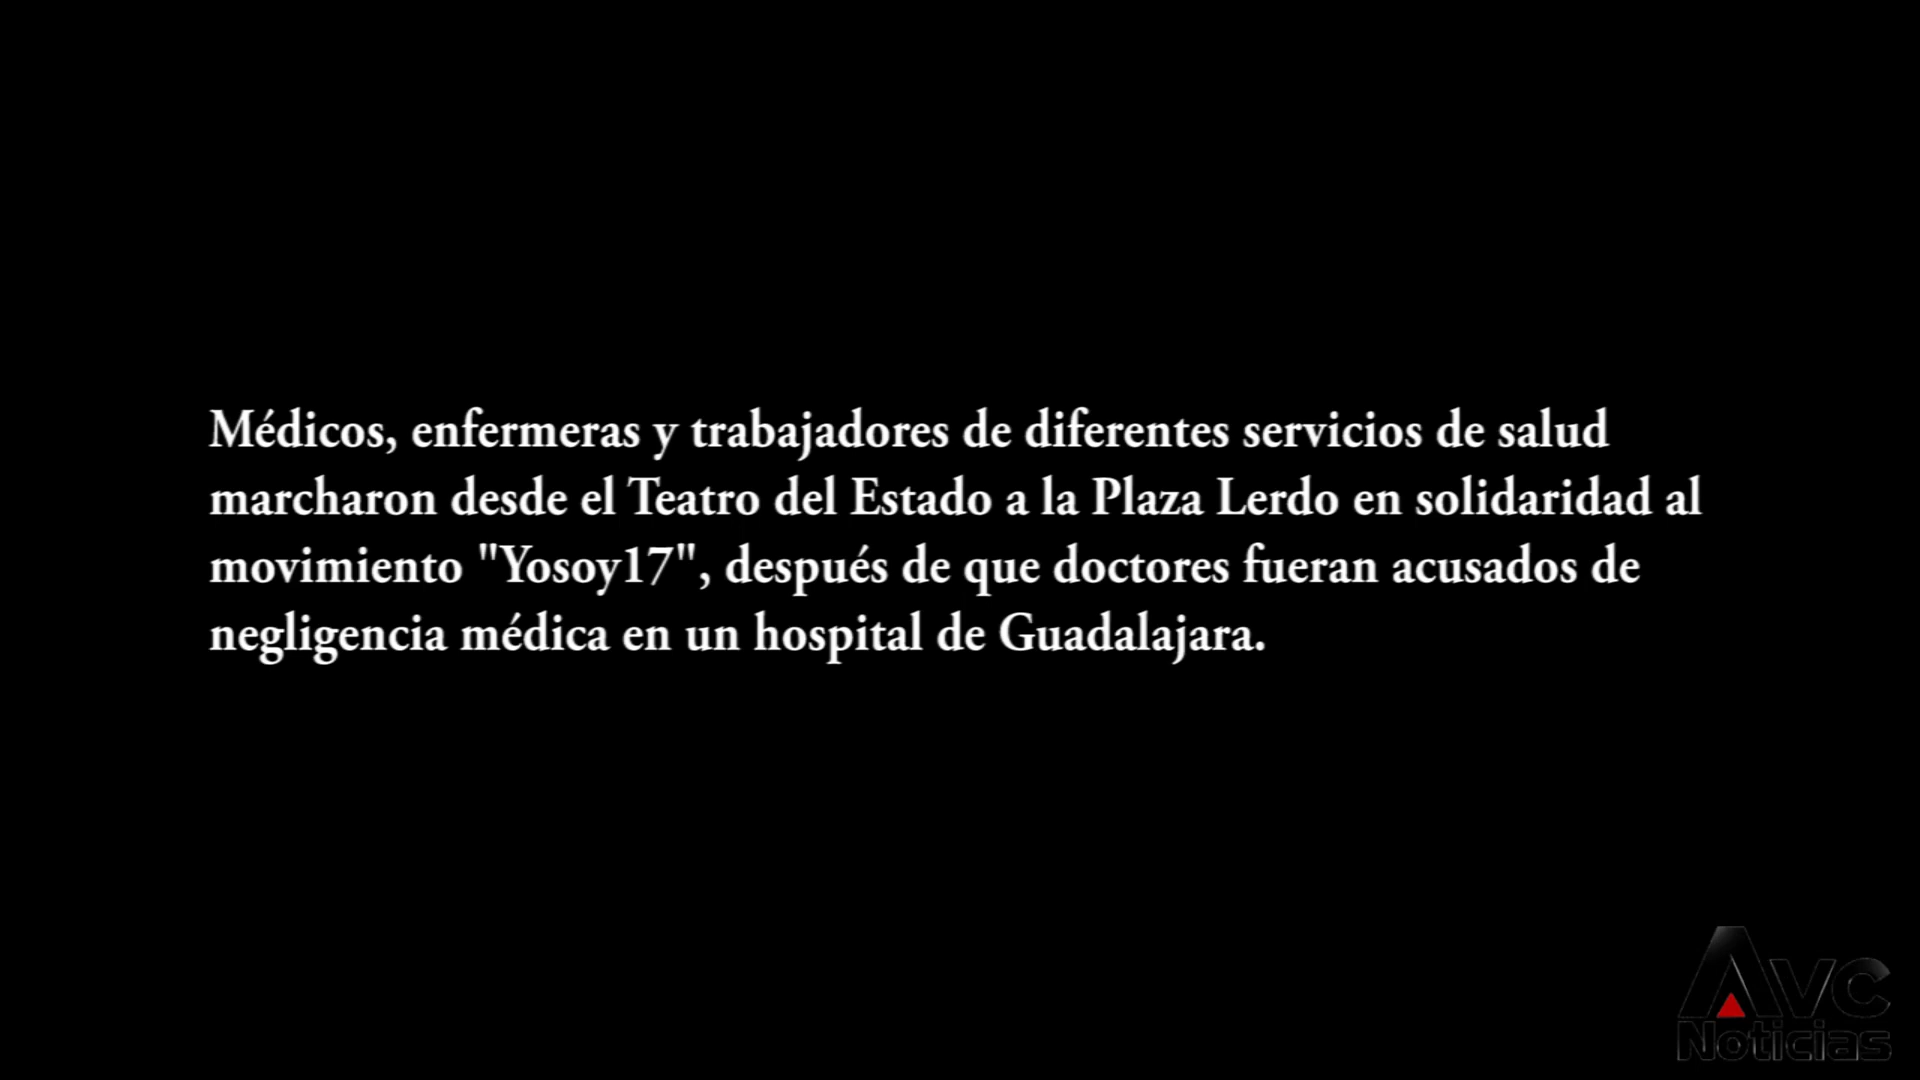 Médicos, enfermeras y trabajadores de diferentes servicios de salud
marcharon desde el Teatro del Estado a la Plaza Lerdo en solidaridad al
movimiento "Yosoy17", después de que doctores fueran acusados de
negligencia médica en un hospital de Guadalajara.
Avc
Noticias